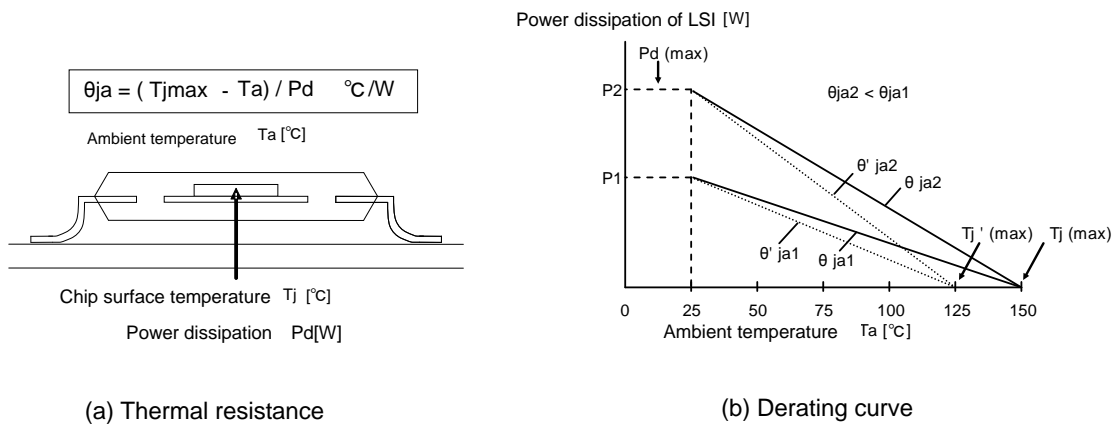 θja = ( Tjmax - Ta) / Pd ℃/W
Ambient temperature Ta [℃]
Chip surface temperature Tj [℃]
Power dissipation Pd[W]
(a) Thermal resistance
Power dissipation of LSI [W]
Pd (max)
P2
θja2 < θja1
θ' ja2
θ ja2
P1
Tj ' (max)
Tj (max)
θ' ja1
θ ja1
0 25 50 75 100 125 150
Ambient temperature Ta [℃]
(b) Derating curve